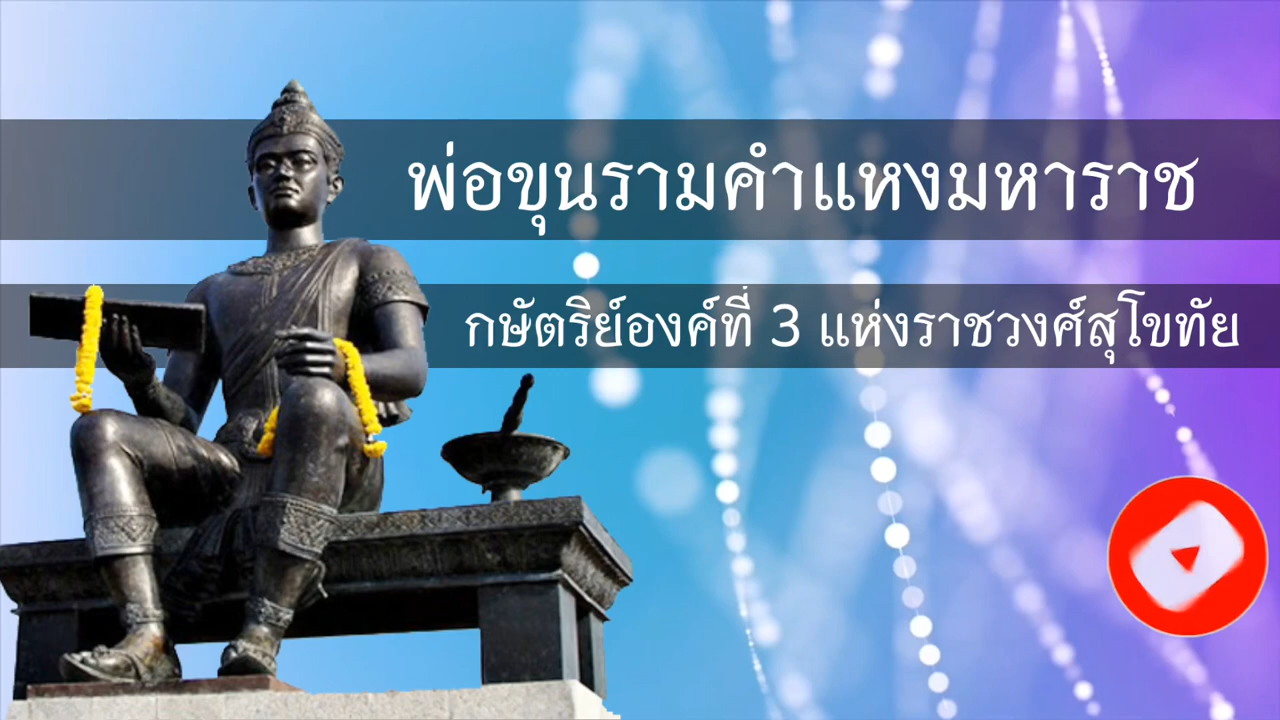 พ่อขุนรามคำแหงมหาราช
กษัตริย์องค์ที่ 3 แห่งราชวงศ์สุโขทัย